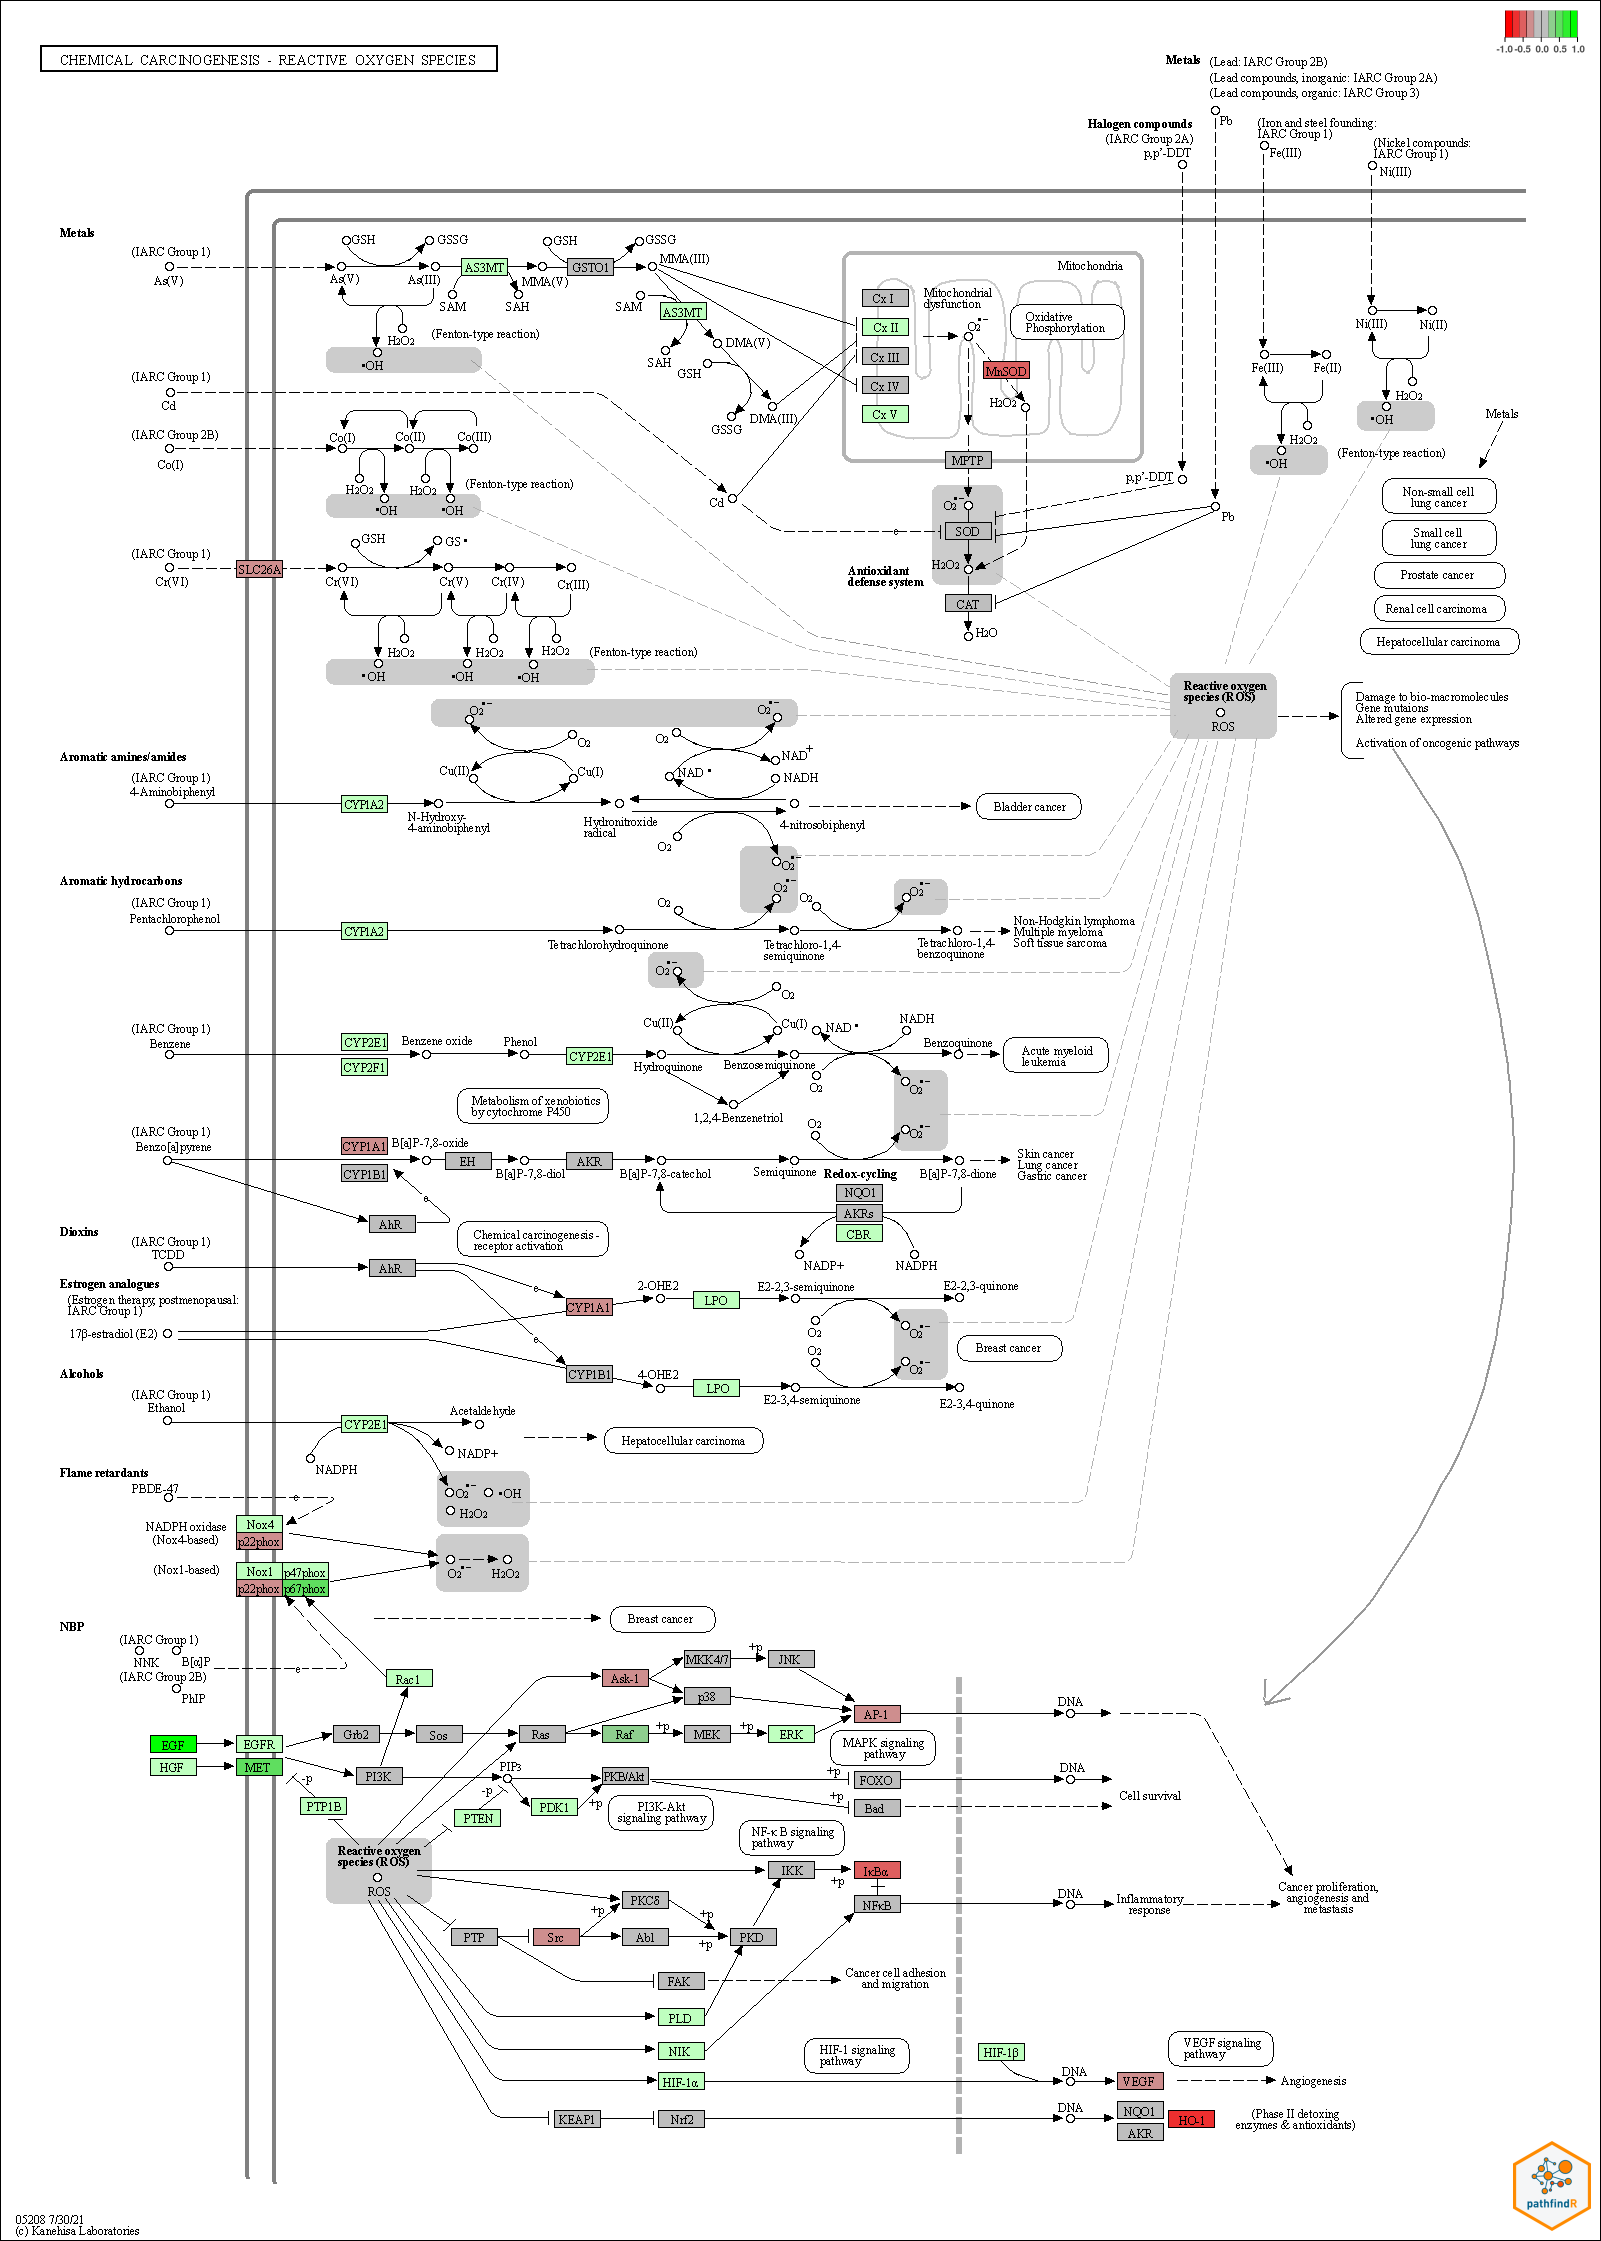 CHEMICAL CARCINOGENESIS - REACTIVE OXYGEN SPECIES
-1.0 -0.5 0.0 0.5 1.0
Metals (Lead: IARC Group 2B)
(Lead compounds, inorganic: IARC Group 2A)
(Lead compounds, organic: IARC Group 3)
Pb
Halogen compounds
(IARC Group 2A)
p,p'-DDT
(Iron and steel founding:
IARC Group 1)
Fe(III)
(Nickel compounds:
IARC Group 1)
Ni(III)
Metals
(IARC Group 1)
As(V)
GSH
GSSG
As(V)
As(III)
AS3MT
SAM
SAH
MMA(V)
GSH
GSSG
GSTO1
MMA(III)
SAM
AS3MT
SAH
DMA(V)
GSH
GSSG
DMA(III)
H2O2
(Fenton-type reaction)
•OH
Mitochondria
Cx I
Cx II
Cx III
Cx IV
Cx V
Mitochondrial
dysfunction
O2•−
Oxidative
Phosphorylation
MnSOD
H2O2
MPTP
Ni(III)
Ni(II)
H2O2
•OH
Fe(III)
Fe(II)
H2O2
•OH
(Fenton-type reaction)
Metals
Non-small cell
lung cancer
Small cell
lung cancer
Prostate cancer
Renal cell carcinoma
Hepatocellular carcinoma
(IARC Group 1)
Cd
(IARC Group 2B)
Co(I)
Co(I)
Co(II)
Co(III)
H2O2
H2O2
(Fenton-type reaction)
•OH
•OH
Cd
p,p'-DDT
Pb
O2•−
SOD
e
H2O2
Antioxidant
defense system
CAT
H2O
(IARC Group 1)
Cr(VI)
SLC26A
GSH
GS•
Cr(VI)
Cr(V)
Cr(IV)
Cr(III)
H2O2
H2O2
H2O2
(Fenton-type reaction)
•OH
•OH
•OH
Reactive oxygen
species (ROS)
ROS
Damage to bio-macromolecules
Gene mutaions
Altered gene expression
Activation of oncogenic pathways
O2•−
O2•−
O2
O2
Cu(II)
Cu(I)
NAD+
NAD•
NADH
Aromatic amines/amides
(IARC Group 1)
4-Aminobiphenyl
CYP1A2
N-Hydroxy-
4-aminobiphenyl
Hydronitroxide
radical
4-nitrosobiphenyl
Bladder cancer
O2
O2•−
Aromatic hydrocarbons
(IARC Group 1)
Pentachlorophenol
CYP1A2
O2
O2•−
O2
O2•−
Tetrachlorohydroquinone
Tetrachloro-1,4-
semiquinone
Tetrachloro-1,4-
benzoquinone
Non-Hodgkin lymphoma
Multiple myeloma
Soft tissue sarcoma
O2•−
O2
Cu(II)
Cu(I)
NAD•
NADH
(IARC Group 1)
Benzene
CYP2E1
CYP2F1
Benzene oxide
Phenol
CYP2E1
Hydroquinone
Benzosemiquinone
Benzoquinone
Acute myeloid
leukemia
O2
O2•−
1,2,4-Benzenetriol
Metabolism of xenobiotics
by cytochrome P450
O2
O2•−
(IARC Group 1)
Benzo[a]pyrene
CYP1A1
CYP1B1
B[a]P-7,8-oxide
EH
B[a]P-7,8-diol
AKR
B[a]P-7,8-catechol
Semiquinone
B[a]P-7,8-dione
Skin cancer
Lung cancer
Gastric cancer
Redox-cycling
NQO1
AKRs
CBR
NADP+
NADPH
e
AhR
Chemical carcinogenesis -
receptor activation
Dioxins
(IARC Group 1)
TCDD
AhR
Estrogen analogues
(Estrogen therapy, postmenopausal:
IARC Group 1)
17β-estradiol (E2)
e
CYP1A1
2-OHE2
LPO
E2-2,3-semiquinone
E2-2,3-quinone
O2
O2•−
O2
O2•−
Breast cancer
e
CYP1B1
4-OHE2
LPO
E2-3,4-semiquinone
E2-3,4-quinone
Alcohols
(IARC Group 1)
Ethanol
CYP2E1
Acetaldehyde
NADP+
NADPH
Hepatocellular carcinoma
O2•−
•OH
H2O2
Flame retardants
PBDE-47
e
NADPH oxidase
(Nox4-based)
Nox4
p22phox
(Nox1-based)
Nox1
p47phox
p22phox
p67phox
O2•−
H2O2
Breast cancer
NBP
(IARC Group 1)
NNK
B[α]P
(IARC Group 2B)
PhIP
e
Rac1
Ask-1
MKK4/7
+p
JNK
p38
AP-1
DNA
EGF
EGFR
Grb2
Sos
Ras
Raf
+p
MEK
+p
ERK
MAPK signaling
pathway
HGF
MET
PI3K
PIP3
PKB/Akt
+p
FOXO
DNA
Cell survival
-p
PTP1B
-p
PTEN
PDK1
+p
PI3K-Akt
signaling pathway
+p
Bad
NF-κB signaling
pathway
Reactive oxygen
species (ROS)
ROS
IKK
+p
IκBα
PKCδ
NFκB
DNA
Inflammatory
response
Cancer proliferation,
angiogenesis and
metastasis
PTP
Src
+p
Abl
+p
+p
PKD
FAK
Cancer cell adhesion
and migration
PLD
NIK
HIF-1 signaling
pathway
HIF-1β
VEGF signaling
pathway
HIF-1α
DNA
VEGF
Angiogenesis
KEAP1
Nrf2
DNA
NQO1
AKR
HO-1
(Phase II detoxing
enzymes & antioxidants)
pathfindR
05208 7/30/21
(c) Kanehisa Laboratories